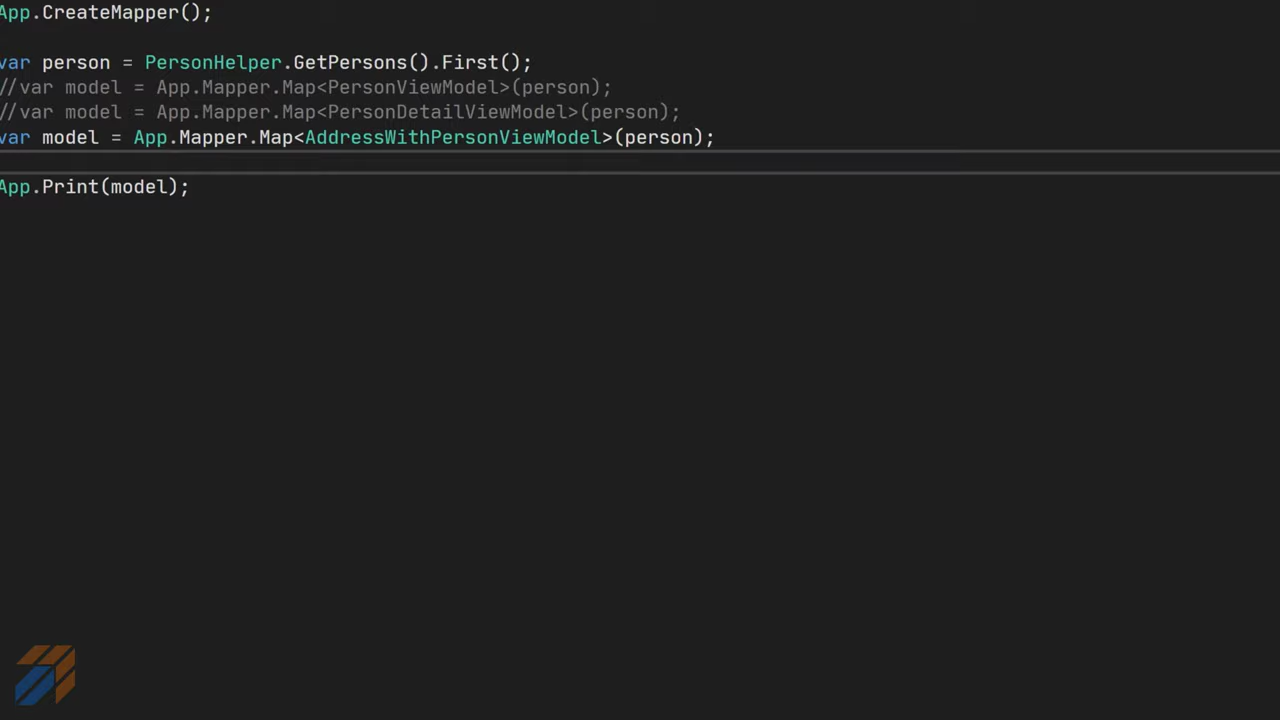 App.CreateMapper();
var person = PersonHelper.GetPersons().First();
//var model = App.Mapper.Map<PersonViewModel>(person);
//var model = App.Mapper.Map<PersonDetailViewModel>(person);
var model = App.Mapper.Map<AddressWithPersonViewModel>(person);
App.Print(model);